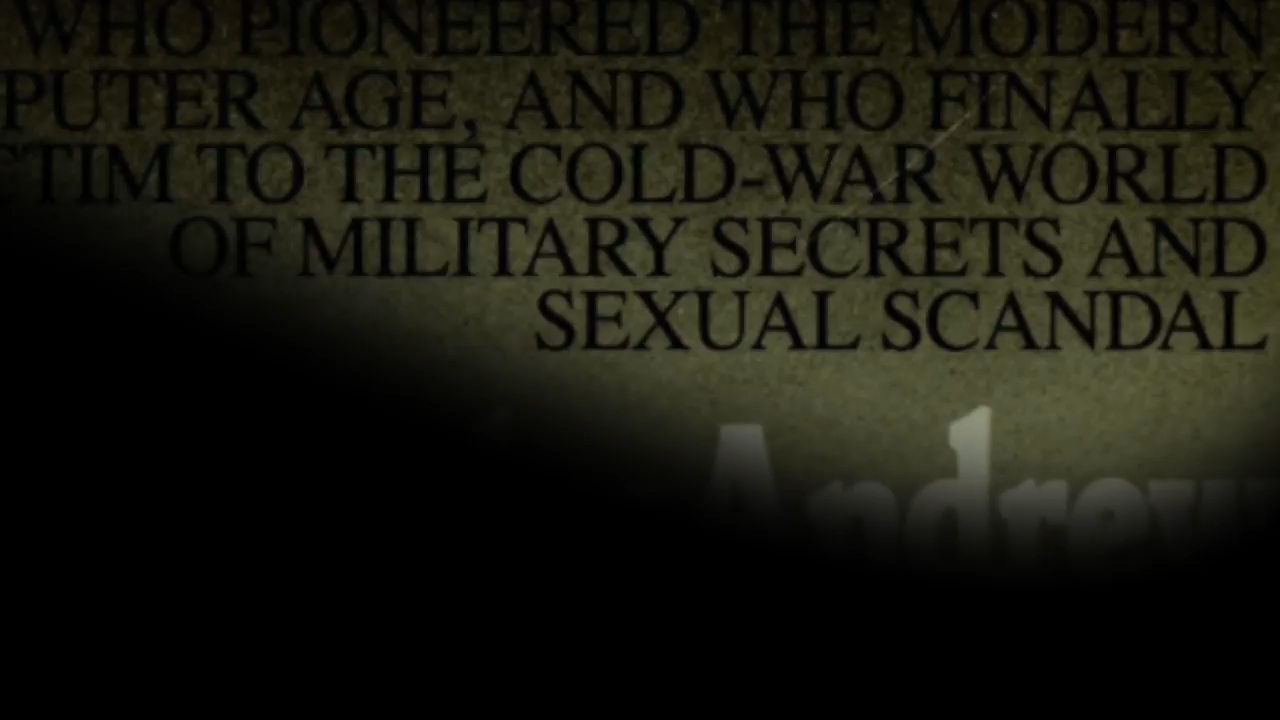 WHO PIONEERED THE MODERN
PUTER AGE, AND WHO FINALLY
TIM TO THE COLD-WAR WORLD
OF MILITARY SECRETS AND
SEXUAL SCANDAL
Andrew